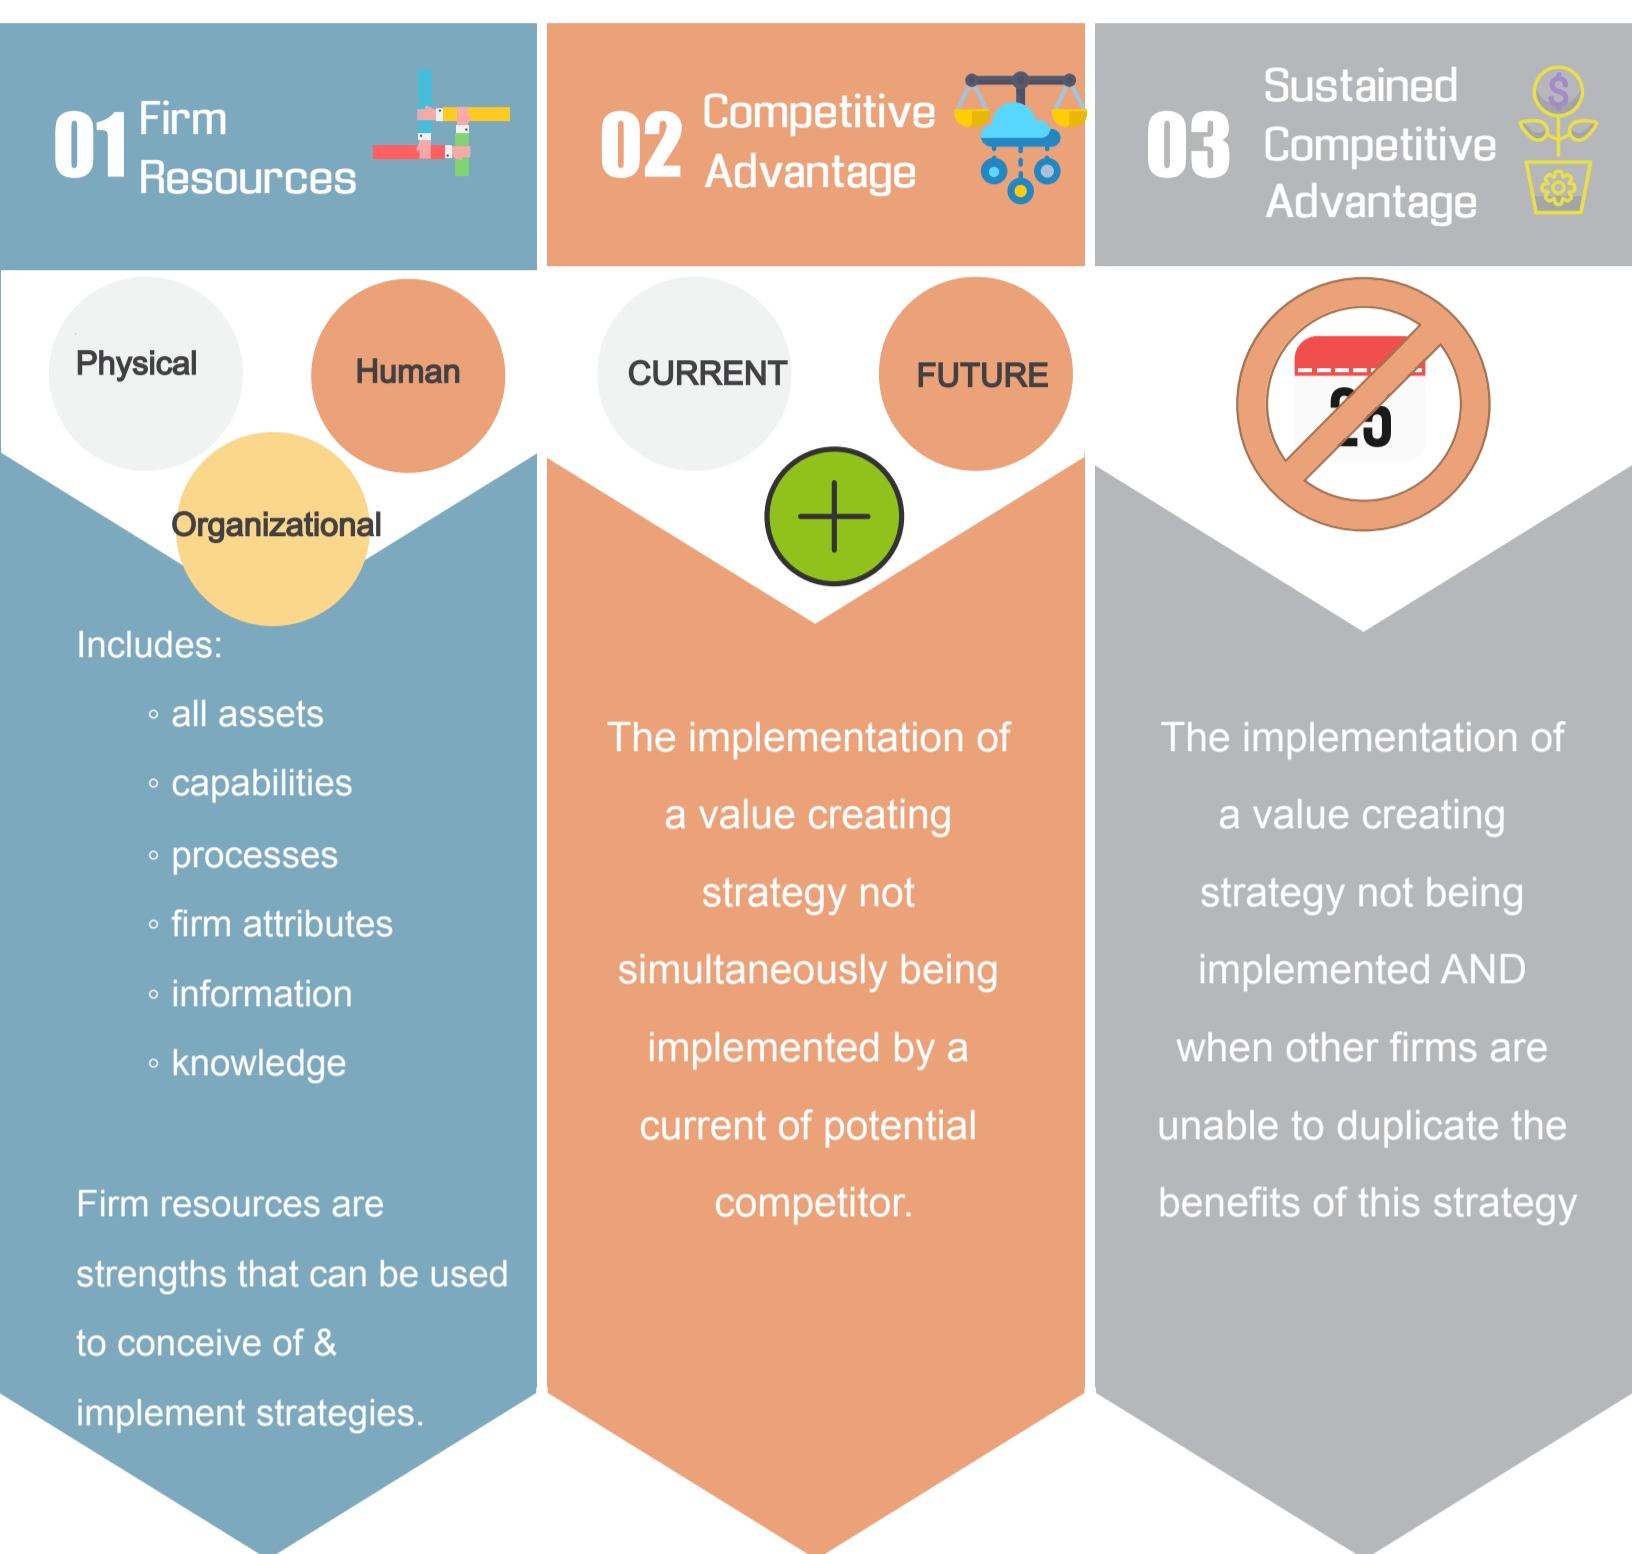 01 Firm
Resources
Physical
Human
Organizational
Includes:
◦ all assets
◦ capabilities
◦ processes
◦ firm attributes
◦ information
◦ knowledge
Firm resources are
strengths that can be used
to conceive of &
implement strategies.
02 Competitive
Advantage
CURRENT
FUTURE
The implementation of
a value creating
strategy not
simultaneously being
implemented by a
current of potential
competitor.
03 Sustained
Competitive
Advantage
$
25
The implementation of
a value creating
strategy not being
implemented AND
when other firms are
unable to duplicate the
benefits of this strategy